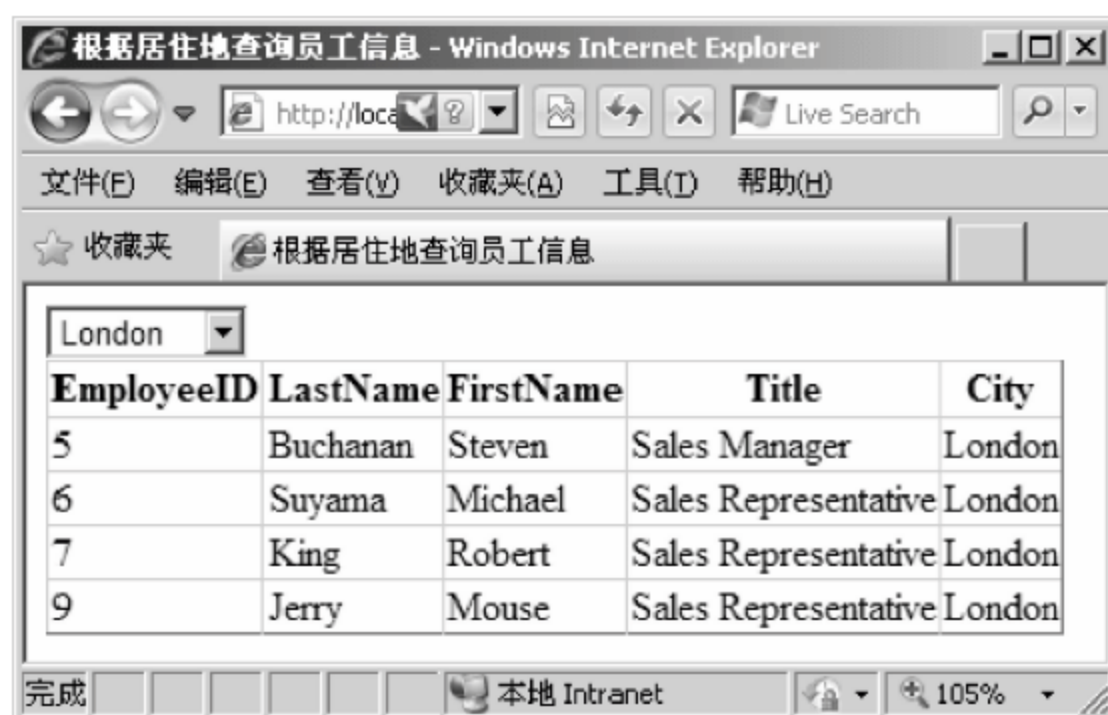 根据居住地查询员工信息 - Windows Internet Explorer
http://loca Live Search
文件(F) 编辑(E) 查看(V) 收藏夹(A) 工具(T) 帮助(H)
收藏夹 根据居住地查询员工信息
London
EmployeeID LastName FirstName Title City
5 Buchanan Steven Sales Manager London
6 Suyama Michael Sales Representative London
7 King Robert Sales Representative London
9 Jerry Mouse Sales Representative London
完成 本地 Intranet 105%